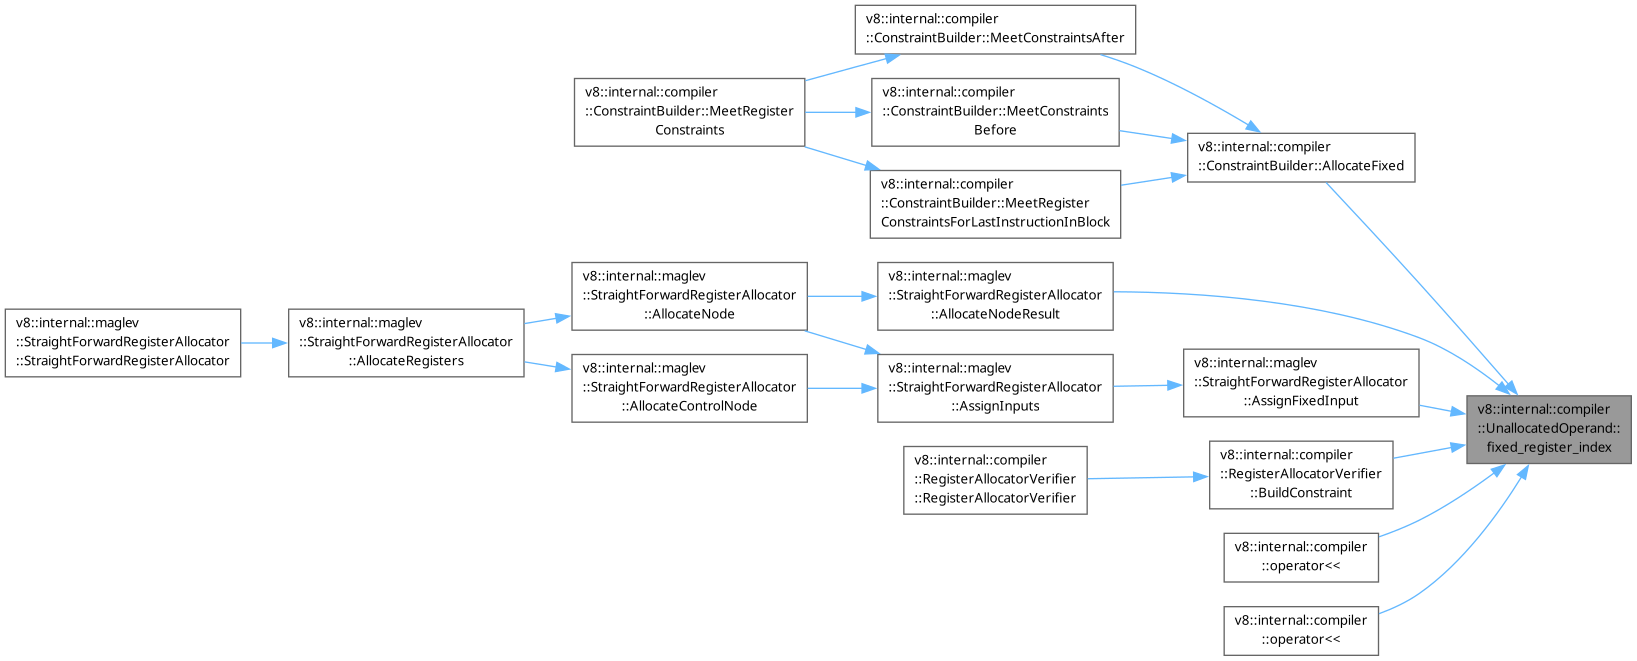 v8::internal::compiler
::ConstraintBuilder::MeetConstraintsAfter
v8::internal::compiler
::ConstraintBuilder::MeetRegister
Constraints
v8::internal::compiler
::ConstraintBuilder::MeetConstraints
Before
v8::internal::compiler
::ConstraintBuilder::AllocateFixed
v8::internal::compiler
::ConstraintBuilder::MeetRegister
ConstraintsForLastInstructionInBlock
v8::internal::maglev
::StraightForwardRegisterAllocator
::AllocateNode
v8::internal::maglev
::StraightForwardRegisterAllocator
::AllocateNodeResult
v8::internal::maglev
::StraightForwardRegisterAllocator
::StraightForwardRegisterAllocator
v8::internal::maglev
::StraightForwardRegisterAllocator
::AllocateRegisters
v8::internal::maglev
::StraightForwardRegisterAllocator
::AllocateControlNode
v8::internal::maglev
::StraightForwardRegisterAllocator
::AssignInputs
v8::internal::maglev
::StraightForwardRegisterAllocator
::AssignFixedInput
v8::internal::compiler
::UnallocatedOperand::
fixed_register_index
v8::internal::compiler
::RegisterAllocatorVerifier
::RegisterAllocatorVerifier
v8::internal::compiler
::RegisterAllocatorVerifier
::BuildConstraint
v8::internal::compiler
::operator<<
v8::internal::compiler
::operator<<